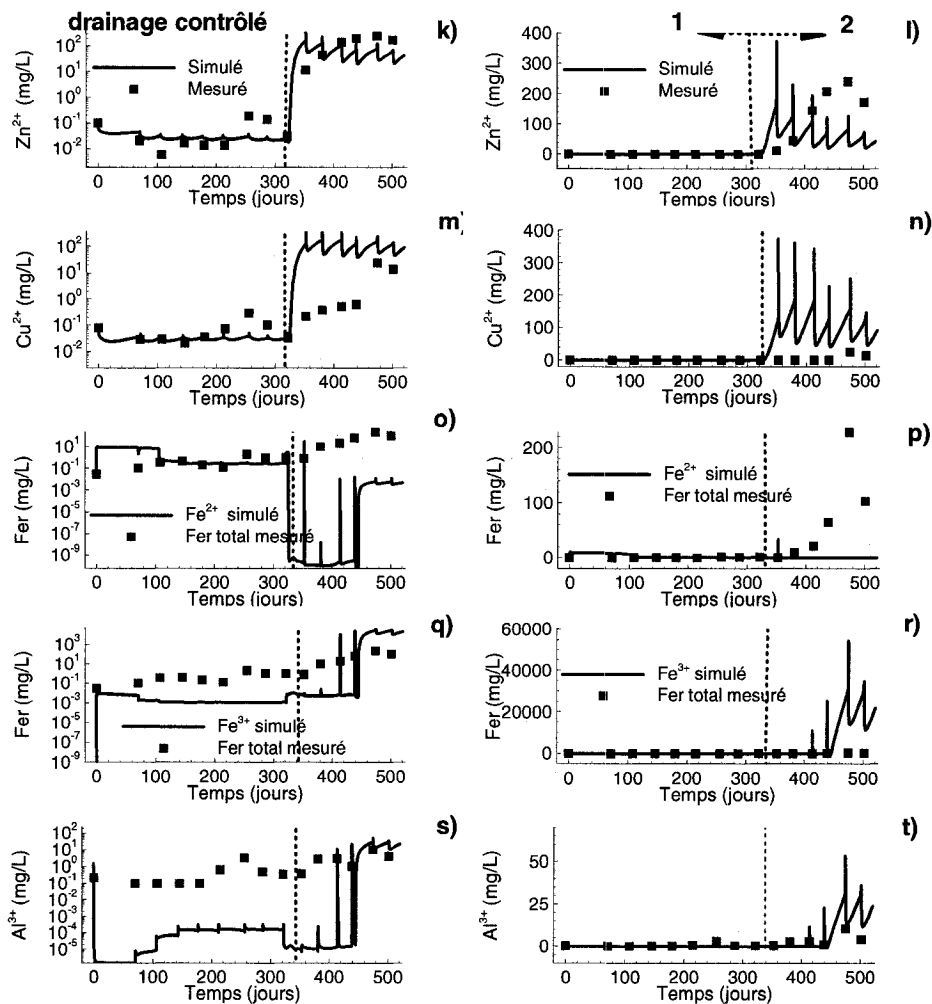 drainage contrôlé
k)
10²
10¹
10⁰
10⁻¹
10⁻²
Zn²⁺ (mg/L)
Simulé
Mesuré
0 100 200 300 400 500
Temps (jours)
1 2
l)
400
300
200
100
0
Zn²⁺ (mg/L)
Simulé
Mesuré
0 100 200 300 400 500
Temps (jours)
m)
10²
10¹
10⁰
10⁻¹
10⁻²
Cu²⁺ (mg/L)
0 100 200 300 400 500
Temps (jours)
n)
400
300
200
100
0
Cu²⁺ (mg/L)
0 100 200 300 400 500
Temps (jours)
o)
10¹
10⁻¹
10⁻³
10⁻⁵
10⁻⁷
10⁻⁹
Fer (mg/L)
Fe²⁺ simulé
Fer total mesuré
0 100 200 300 400 500
Temps (jours)
p)
200
100
0
Fer (mg/L)
Fe²⁺ simulé
Fer total mesuré
0 100 200 300 400 500
Temps (jours)
q)
10³
10¹
10⁻¹
10⁻³
10⁻⁵
10⁻⁷
10⁻⁹
Fer (mg/L)
Fe³⁺ simulé
Fer total mesuré
0 100 200 300 400 500
Temps (jours)
r)
60000
40000
20000
0
Fer (mg/L)
Fe³⁺ simulé
Fer total mesuré
0 100 200 300 400 500
Temps (jours)
s)
10²
10¹
10⁰
10⁻¹
10⁻²
10⁻³
10⁻⁴
10⁻⁵
Al³⁺ (mg/L)
0 100 200 300 400 500
Temps (jours)
t)
50
25
0
Al³⁺ (mg/L)
0 100 200 300 400 500
Temps (jours)